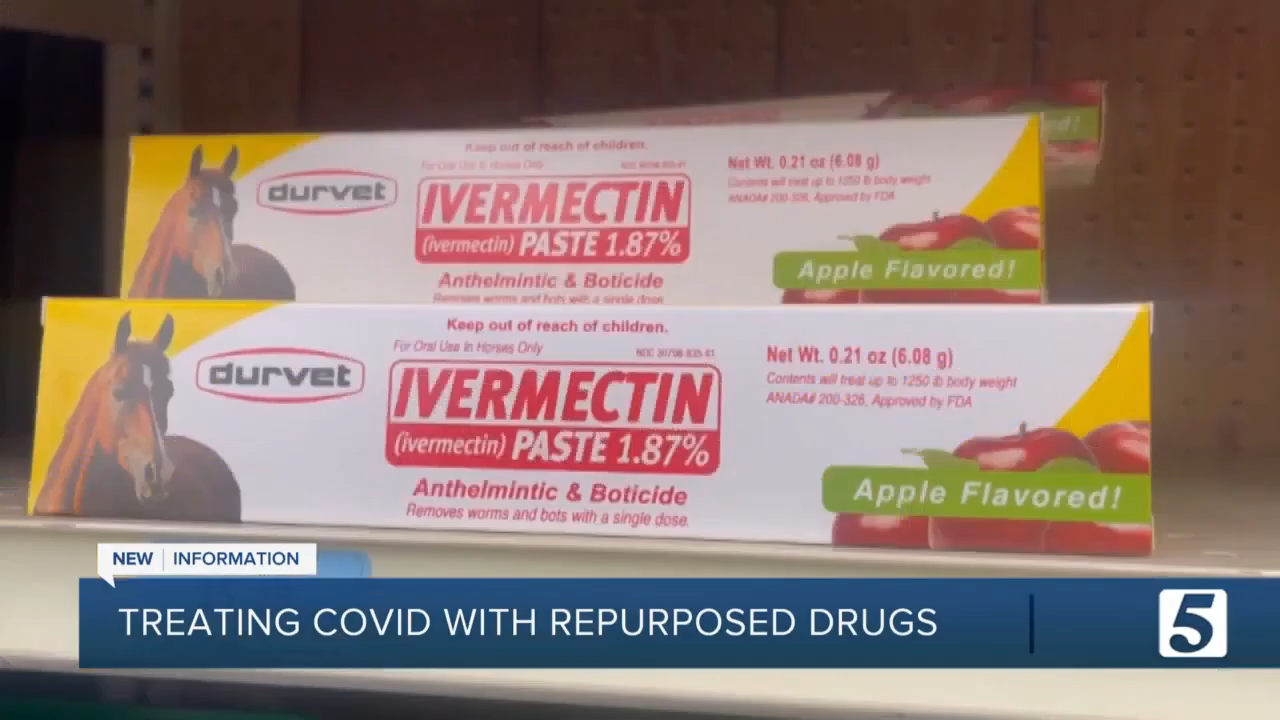 ed!
Keep out of reach of children.
For Oral Use In Horses Only
durvet
IVERMECTIN
(ivermectin) PASTE 1.87%
Anthelmintic & Boticide
Removes worms and bots with a single dose
Net Wt. 0.21 oz (6.08 g)
Contents will treat up to 1250 lb body weight
ANADA# 200-326, Approved by FDA
Apple Flavored!
Keep out of reach of children.
For Oral Use In Horses Only
durvet
IVERMECTIN
(ivermectin) PASTE 1.87%
Anthelmintic & Boticide
Removes worms and bots with a single dose.
Net Wt. 0.21 oz (6.08 g)
Contents will treat up to 1250 lb body weight
ANADA# 200-326, Approved by FDA
Apple Flavored!
NEW INFORMATION
TREATING COVID WITH REPURPOSED DRUGS
5